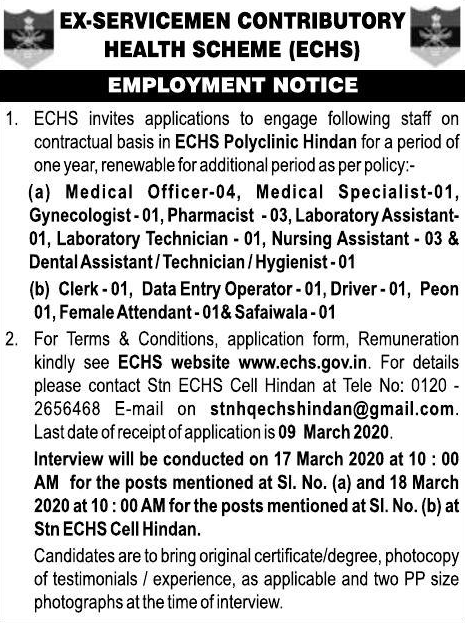 EX-SERVICEMEN CONTRIBUTORY
HEALTH SCHEME (ECHS)
EMPLOYMENT NOTICE
1. ECHS invites applications to engage following staff on
contractual basis in ECHS Polyclinic Hindan for a period of
one year, renewable for additional period as per policy:-
(a) Medical Officer-04, Medical Specialist-01,
Gynecologist - 01, Pharmacist - 03, Laboratory Assistant-
01, Laboratory Technician - 01, Nursing Assistant - 03 &
Dental Assistant / Technician / Hygienist - 01
(b) Clerk - 01, Data Entry Operator - 01, Driver - 01, Peon
01, Female Attendant - 01& Safaiwala - 01
2. For Terms & Conditions, application form, Remuneration
kindly see ECHS website www.echs.gov.in. For details
please contact Stn ECHS Cell Hindan at Tele No: 0120 -
2656468 E-mail on stnhqechshindan@gmail.com.
Last date of receipt of application is 09 March 2020.
Interview will be conducted on 17 March 2020 at 10 : 00
AM for the posts mentioned at Sl. No. (a) and 18 March
2020 at 10 : 00 AM for the posts mentioned at Sl. No. (b) at
Stn ECHS Cell Hindan.
Candidates are to bring original certificate/degree, photocopy
of testimonials / experience, as applicable and two PP size
photographs at the time of interview.